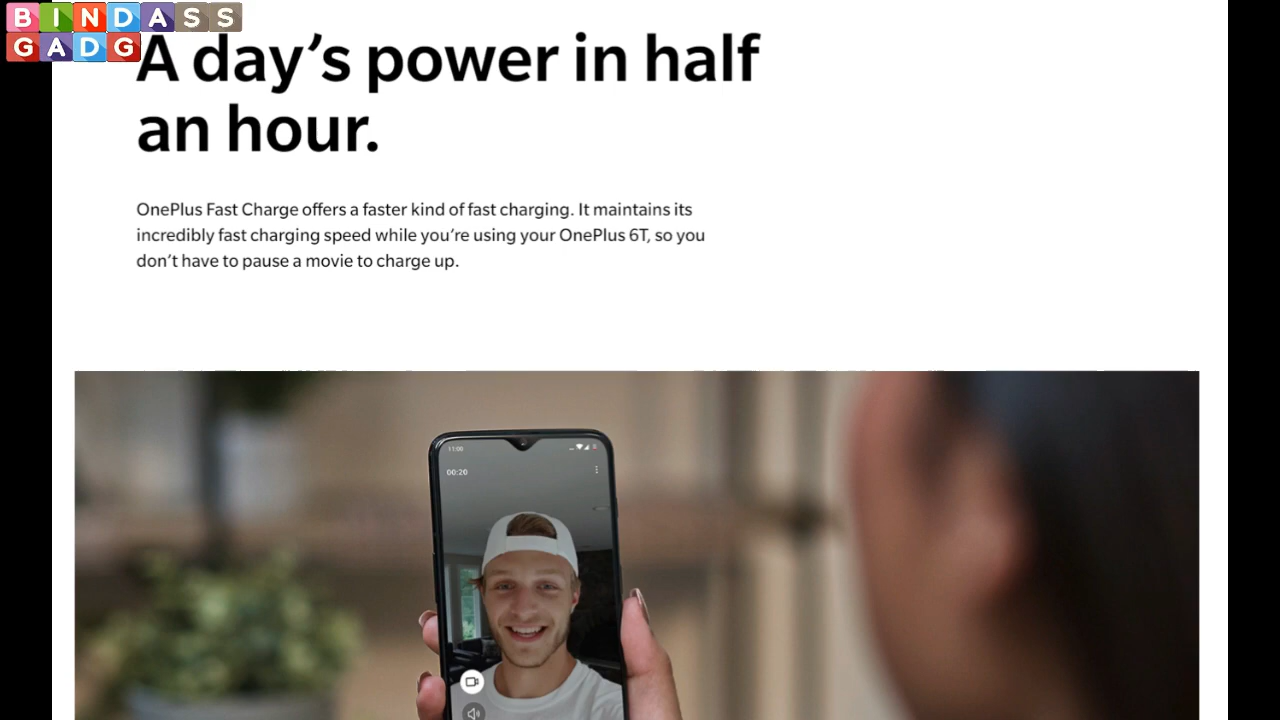 BINDASS
GADG
A day’s power in half
an hour.
OnePlus Fast Charge offers a faster kind of fast charging. It maintains its
incredibly fast charging speed while you’re using your OnePlus 6T, so you
don’t have to pause a movie to charge up.
11:00
00:20